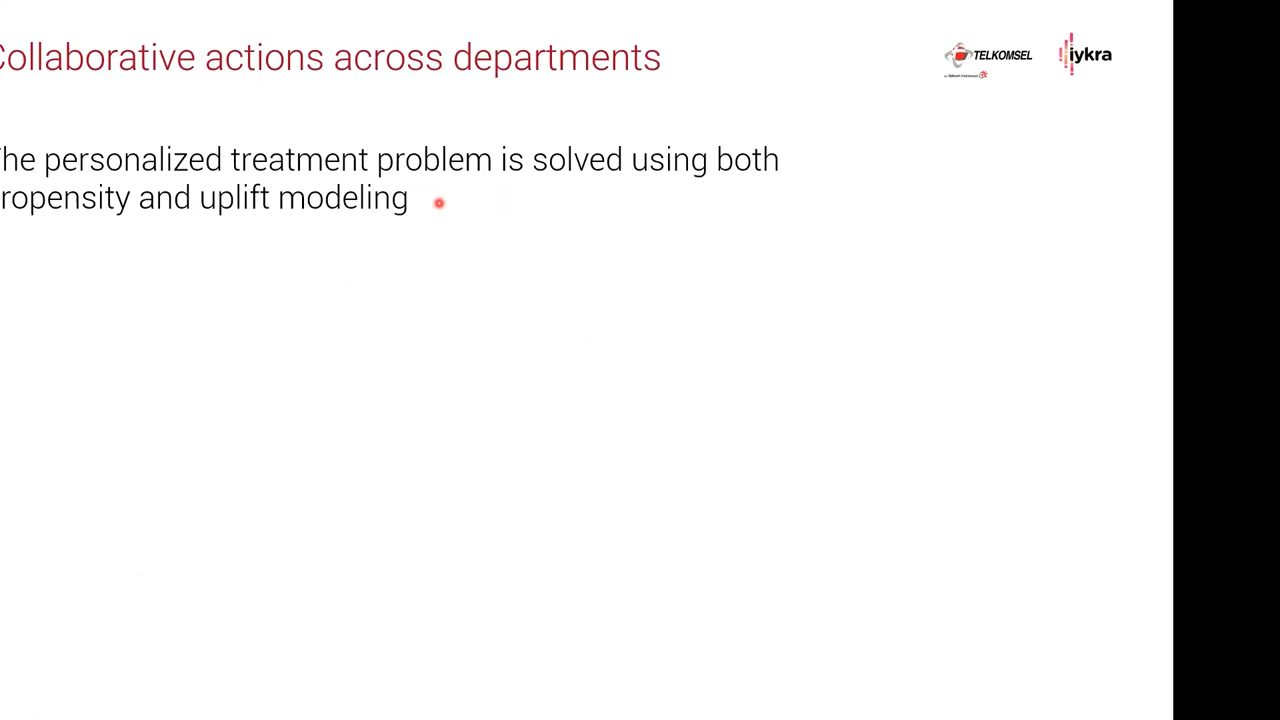 Collaborative actions across departments
TELKOMSEL
iykra
he personalized treatment problem is solved using both
ropensity and uplift modeling